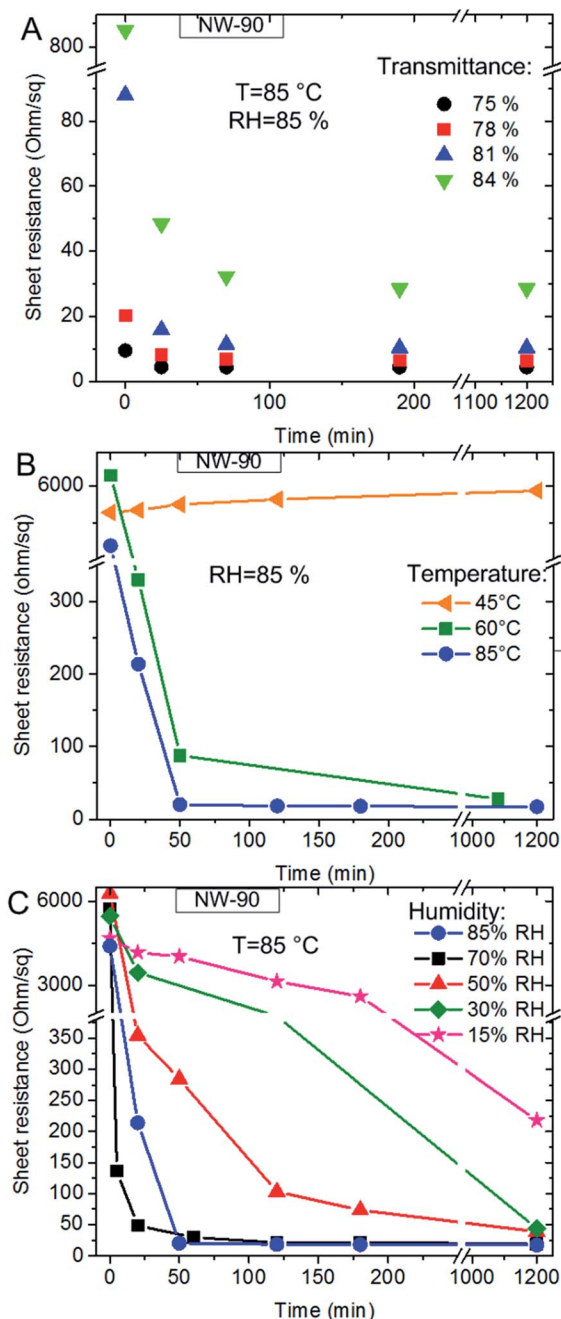 A
NW-90
800
T=85 °C
RH=85 %
Transmittance:
75 %
78 %
81 %
84 %
80
60
40
20
0
Sheet resistance (Ohm/sq)
0 100 200 1100 1200
Time (min)
B
NW-90
6000
RH=85 %
Temperature:
45°C
60°C
85°C
300
200
100
0
Sheet resistance (ohm/sq)
0 50 100 150 200 1000 1200
Time (min)
C
NW-90
6000
T=85 °C
Humidity:
85% RH
70% RH
50% RH
30% RH
15% RH
3000
350
300
250
200
150
100
50
0
Sheet resistance (Ohm/sq)
0 50 100 150 200 1000 1200
Time (min)